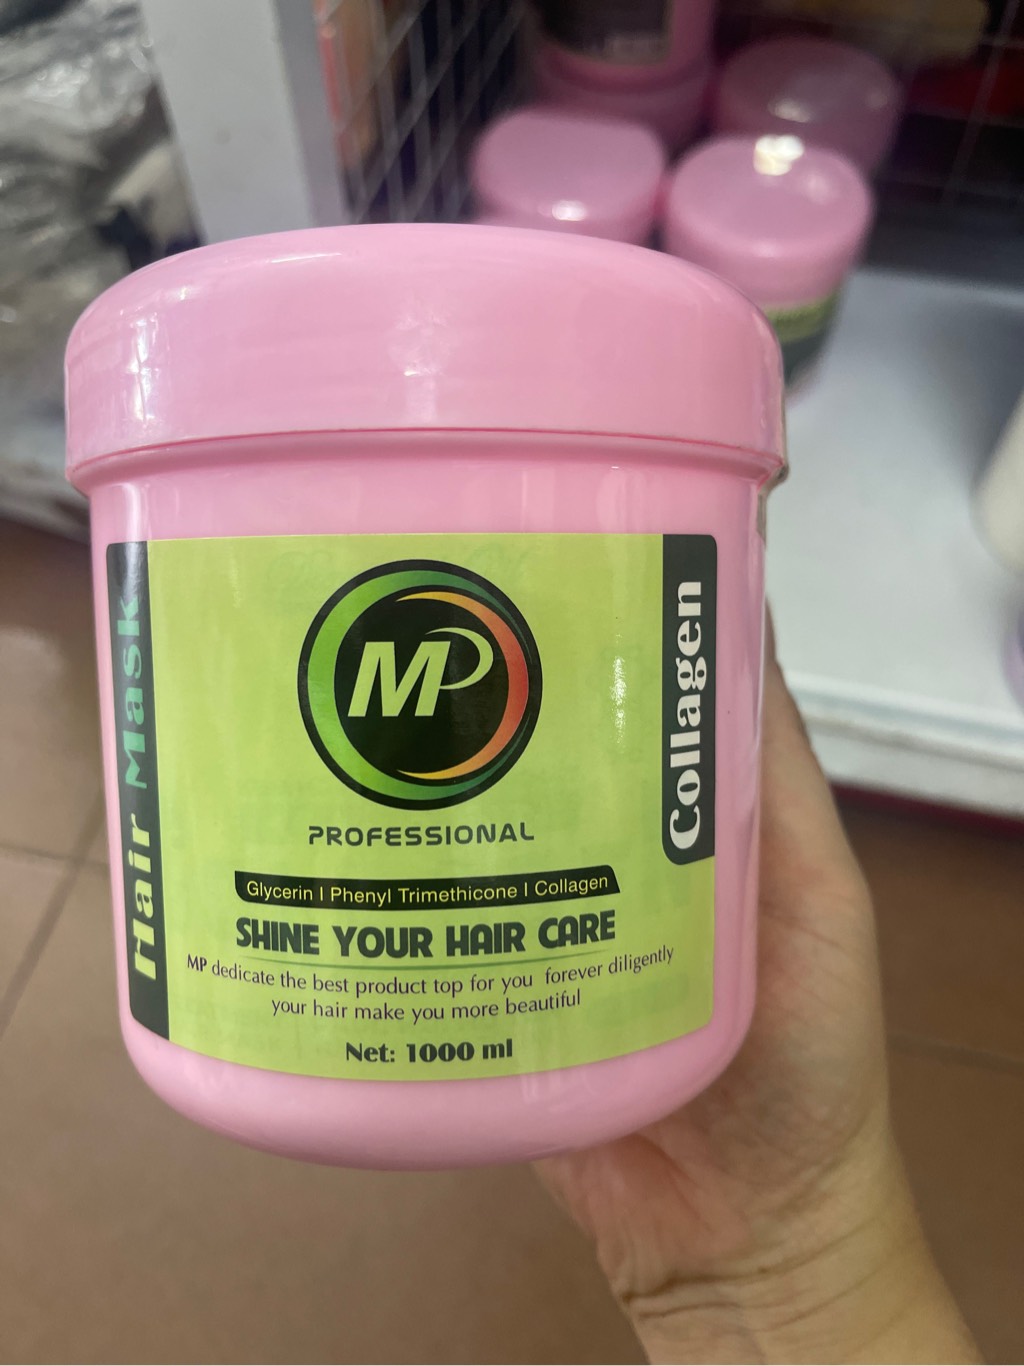 MP
PROFESSIONAL
Hair Mask
Collagen
Glycerin | Phenyl Trimethicone | Collagen
SHINE YOUR HAIR CARE
MP dedicate the best product top for you forever diligently
your hair make you more beautiful
Net: 1000 ml